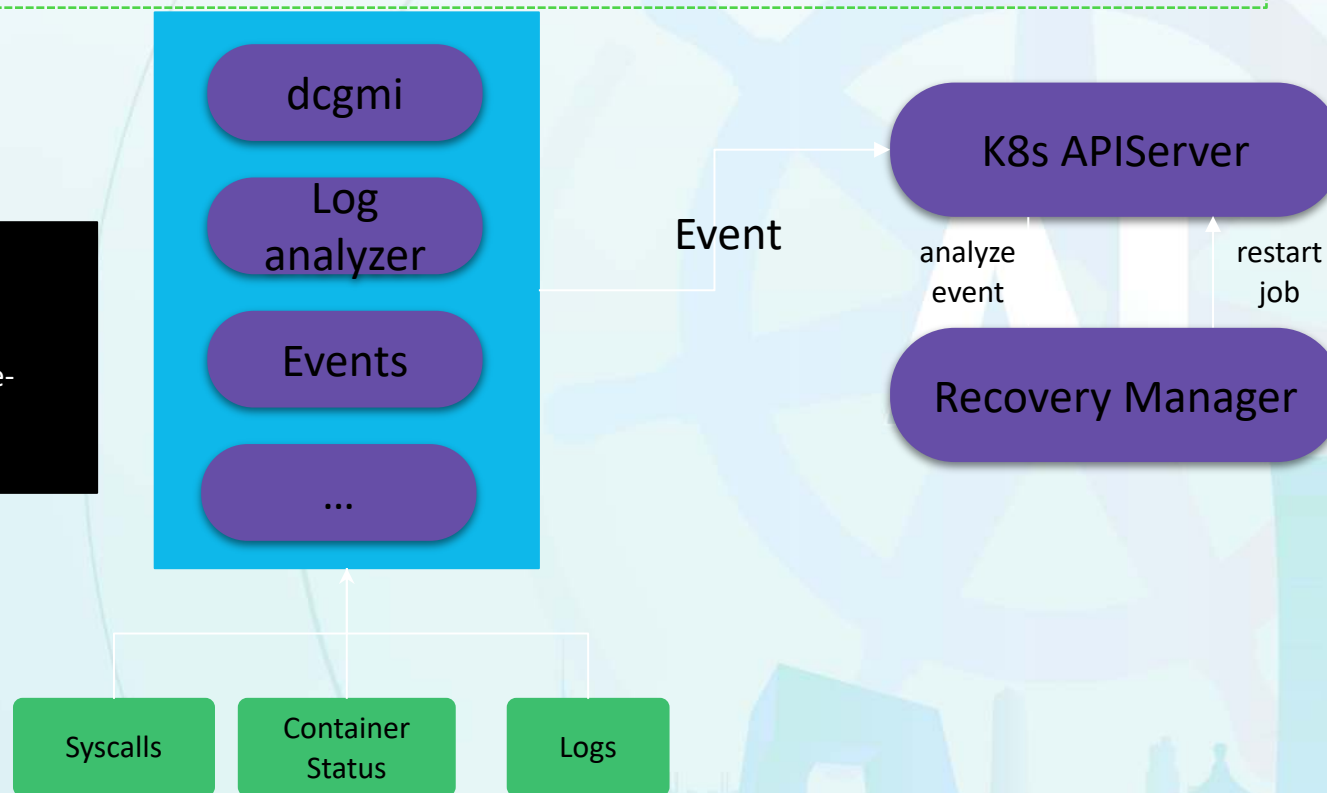 dcgmi
Log
analyzer
Events
...
e-
Event
K8s APIServer
analyze
event
restart
job
Recovery Manager
Syscalls
Container
Status
Logs